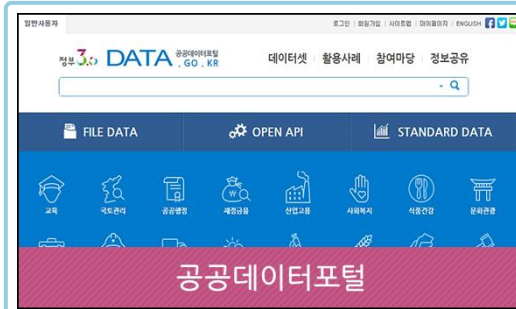 일반사용자
로그인 | 회원가입 | 사이트맵 | 마이페이지 | ENGLISH
정부3.0 DATA 공공데이터포털
.GO.KR
데이터셋 활용사례 참여마당 정보공유
FILE DATA OPEN API STANDARD DATA
교육 국토관리 공공행정 재정금융 산업고용 사회복지 식품건강 문화관광
공공데이터포털